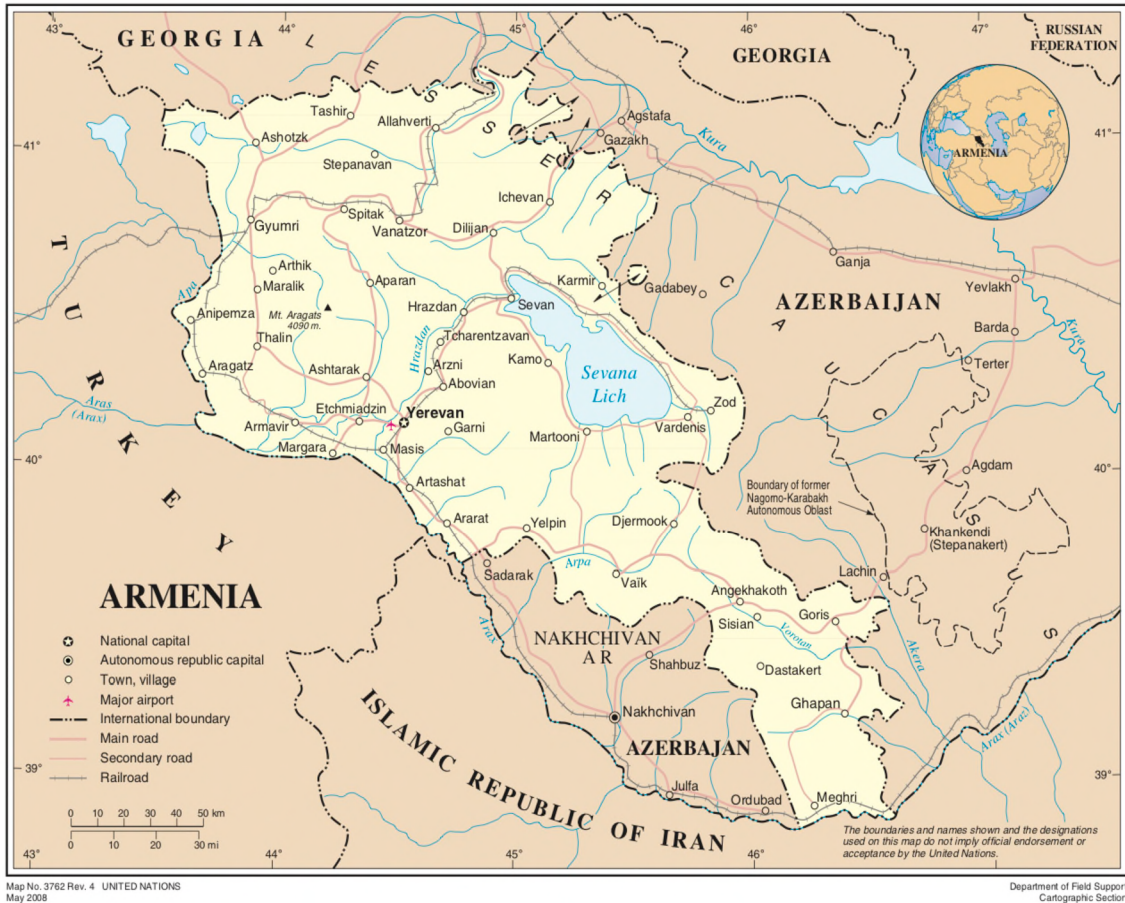 43°
44°
45°
46°
47°
GEORGIA
GEORGIA
RUSSIAN
FEDERATION
LESSER
CAUCASUS
ARMENIA
Tashir
Allahverti
Agstafa
Gazakh
Kura
41°
41°
Ashotzk
Stepanavan
Ichevan
Spitak
Vanatzor
Dilijan
Gyumri
Ganja
TURKEY
Arthik
Maralik
Aparan
Karmir
Gadabey
Yevlakh
Apa
Mt. Aragats
4090 m.
Hrazdan
Sevan
AZERBAIJAN
Anipemza
Hrazdan
Tcharentzavan
Barda
Kura
Thalin
Kamo
Terter
Aragatz
Ashtarak
Arzni
Abovian
Sevana
Lich
Aras
(Arax)
Etchmiadzin
Yerevan
Zod
Armavir
Garni
Martooni
Vardenis
Margara
Masis
40°
40°
Agdam
Artashat
Boundary of former
Nagorno-Karabakh
Autonomous Oblast
Ararat
Yelpin
Djermook
Khankendi
(Stepanakert)
Sadarak
Arpa
Vaïk
Lachin
Angekhakoth
Sisian
Goris
Vorotan
Akera
Arax
NAKHCHIVAN
A R
Shahbuz
Dastakert
Ghapan
Nakhchivan
AZERBAJAN
Arax (Araz)
Julfa
Ordubad
Meghri
ISLAMIC REPUBLIC OF IRAN
39°
39°
ARMENIA
National capital
Autonomous republic capital
Town, village
Major airport
International boundary
Main road
Secondary road
Railroad
0 10 20 30 40 50 km
0 10 20 30 mi
The boundaries and names shown and the designations
used on this map do not imply official endorsement or
acceptance by the United Nations.
43°
44°
45°
46°
Map No. 3762 Rev. 4 UNITED NATIONS
May 2008
Department of Field Support
Cartographic Section